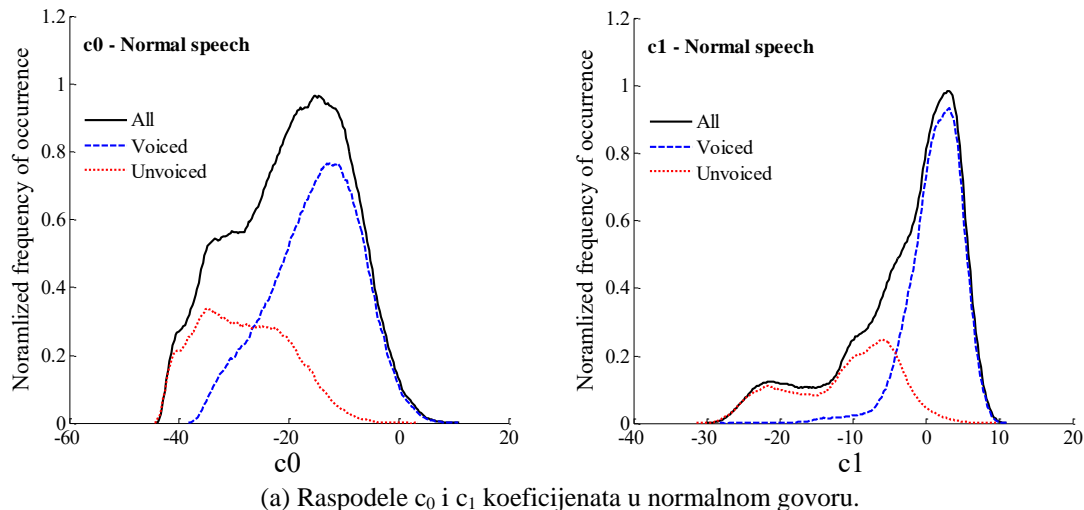 1.2
1
0.8
0.6
0.4
0.2
0
-60
-40
-20
0
20
c0 - Normal speech
All
Voiced
Unvoiced
Noramlized frequency of occurrence
c0
1.2
1
0.8
0.6
0.4
0.2
0
-40
-30
-20
-10
0
10
20
c1 - Normal speech
All
Voiced
Unvoiced
Noramlized frequency of occurrence
c1
(a) Raspodele c0 i c1 koeficijenata u normalnom govoru.